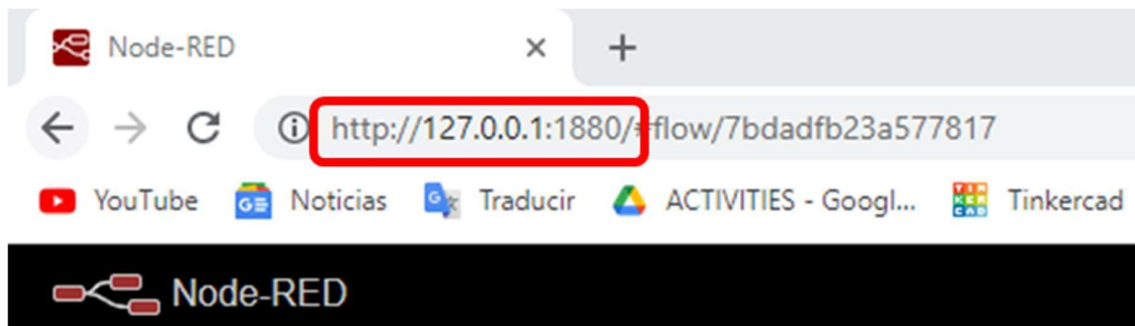 Node-RED
http://127.0.0.1:1880/#flow/7bdadfb23a577817
YouTube Noticias Traducir ACTIVITIES - Googl... Tinkercad
Node-RED